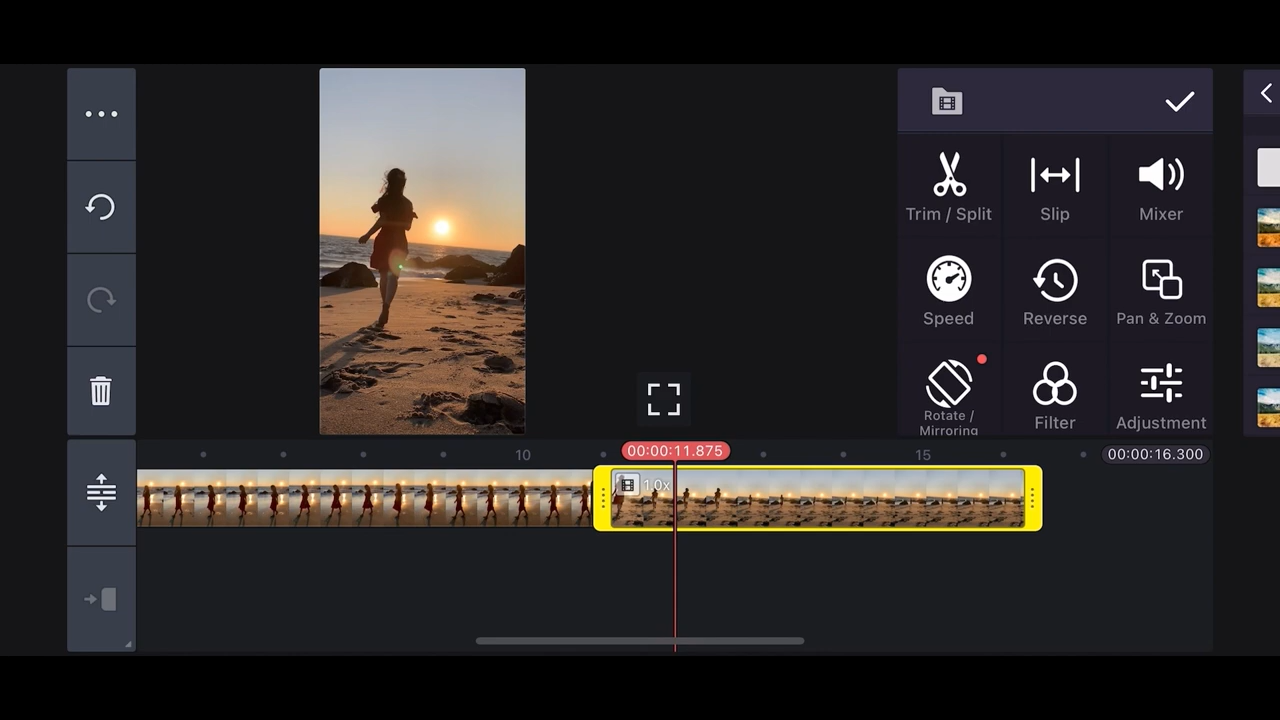 Trim / Split
Slip
Mixer
Speed
Reverse
Pan & Zoom
Rotate /
Mirroring
Filter
Adjustment
00:00:11.875
10
15
00:00:16.300
1.0x